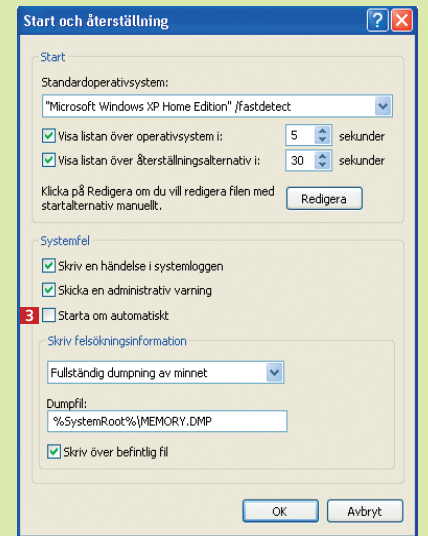 Start och återställning
Start
Standardoperativsystem:
"Microsoft Windows XP Home Edition" /fastdetect
Visa listan över operativsystem i: 5 sekunder
Visa listan över återställningsalternativ i: 30 sekunder
Klicka på Redigera om du vill redigera filen med
startalternativ manuellt.
Redigera
Systemfel
Skriv en händelse i systemloggen
Skicka en administrativ varning
3 Starta om automatiskt
Skriv felsökningsinformation
Fullständig dumpning av minnet
Dumpfil:
%SystemRoot%\MEMORY.DMP
Skriv över befintlig fil
OK Avbryt